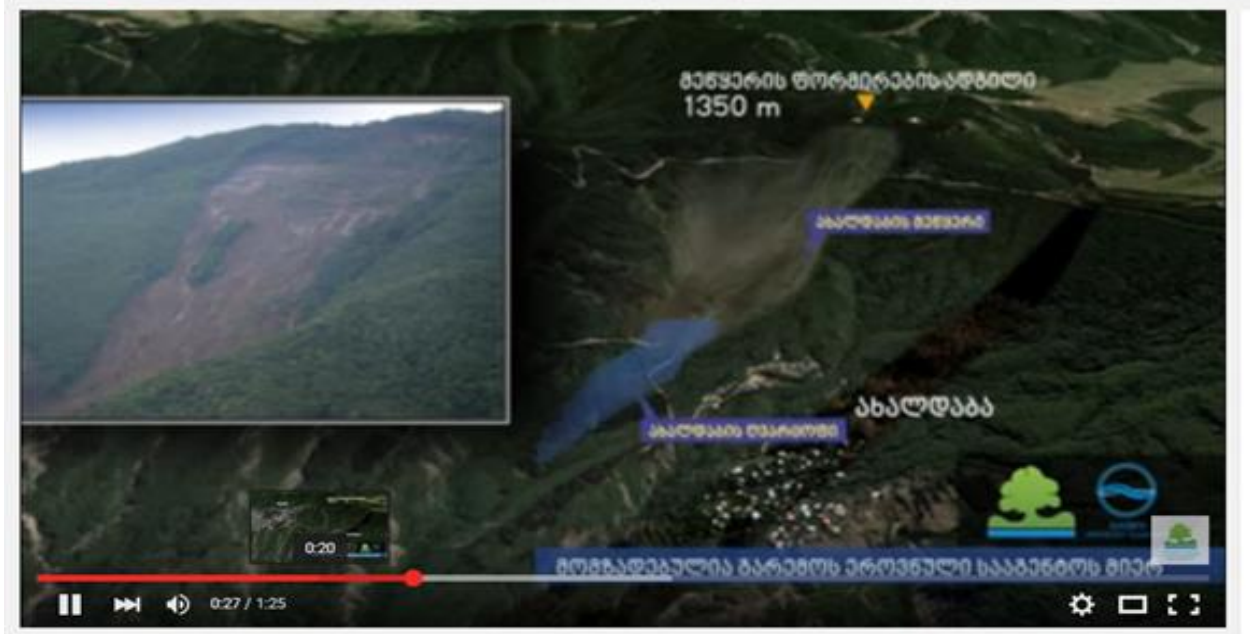 მეწყერის ფორმირების ადგილი
1350 m
ახალდაბის მეწყერი
ახალდაბა
ახალდაბის ღვარცოფი
0:20
მომზადებულია გარემოს ეროვნული სააგენტოს მიერ
0:27 / 1:25